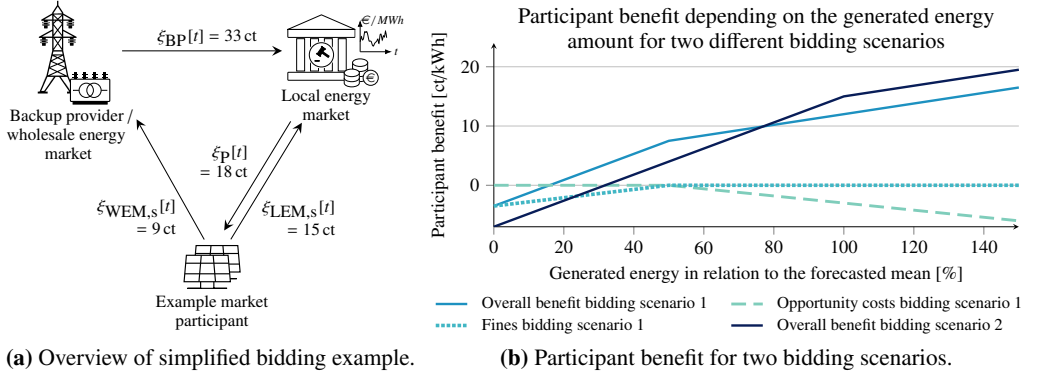 €/MWh
t
ξBP[t] = 33 ct
Local energy
market
Backup provider /
wholesale energy
market
ξP[t]
= 18 ct
ξWEM,s[t]
= 9 ct
ξLEM,s[t]
= 15 ct
Example market
participant
(a) Overview of simplified bidding example.
Participant benefit depending on the generated energy
amount for two different bidding scenarios
Participant benefit [ct/kWh]
20
10
0
0 20 40 60 80 100 120 140
Generated energy in relation to the forecasted mean [%]
Overall benefit bidding scenario 1
Opportunity costs bidding scenario 1
Fines bidding scenario 1
Overall benefit bidding scenario 2
(b) Participant benefit for two bidding scenarios.